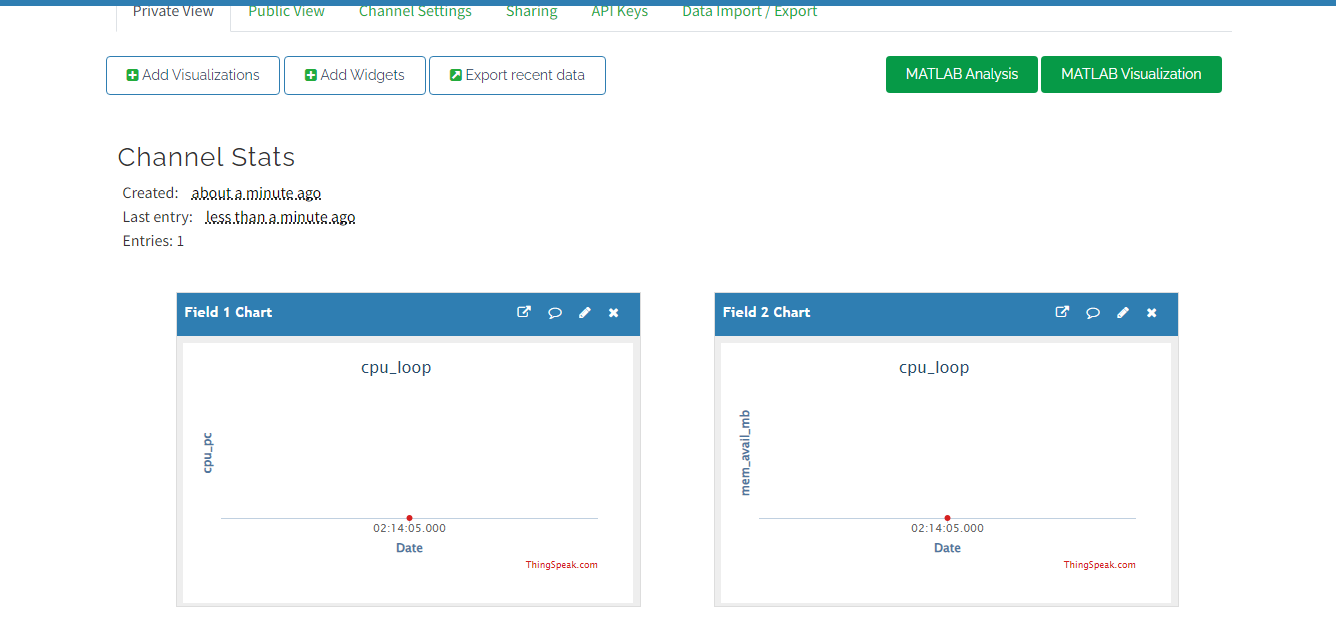 Private View Public View Channel Settings Sharing API Keys Data Import / Export
Add Visualizations Add Widgets Export recent data MATLAB Analysis MATLAB Visualization
Channel Stats
Created: about a minute ago
Last entry: less than a minute ago
Entries: 1
Field 1 Chart
cpu_loop
cpu_pc
02:14:05.000
Date
ThingSpeak.com
Field 2 Chart
cpu_loop
mem_avail_mb
02:14:05.000
Date
ThingSpeak.com